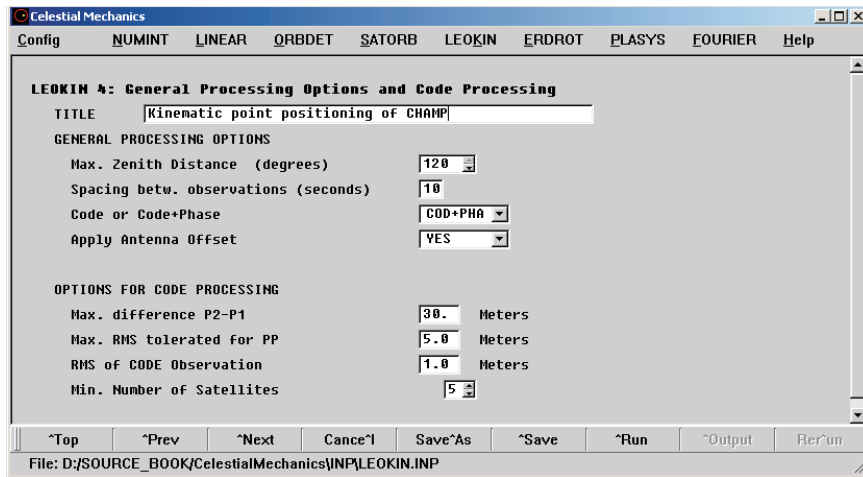 Celestial Mechanics
Config NUMINT LINEAR ORBDET SATORB LEOKIN ERDROT PLASYS FOURIER Help
LEOKIN 4: General Processing Options and Code Processing
TITLE Kinematic point positioning of CHAMP
GENERAL PROCESSING OPTIONS
Max. Zenith Distance (degrees) 120
Spacing betw. observations (seconds) 10
Code or Code+Phase COD+PHA
Apply Antenna Offset YES
OPTIONS FOR CODE PROCESSING
Max. difference P2-P1 30. Meters
Max. RMS tolerated for PP 5.0 Meters
RMS of CODE Observation 1.0 Meters
Min. Number of Satellites 5
^Top ^Prev ^Next Cance^l Save^As ^Save ^Run ^Output Rer^un
File: D:/SOURCE_BOOK/CelestialMechanics\INP\LEOKIN.INP